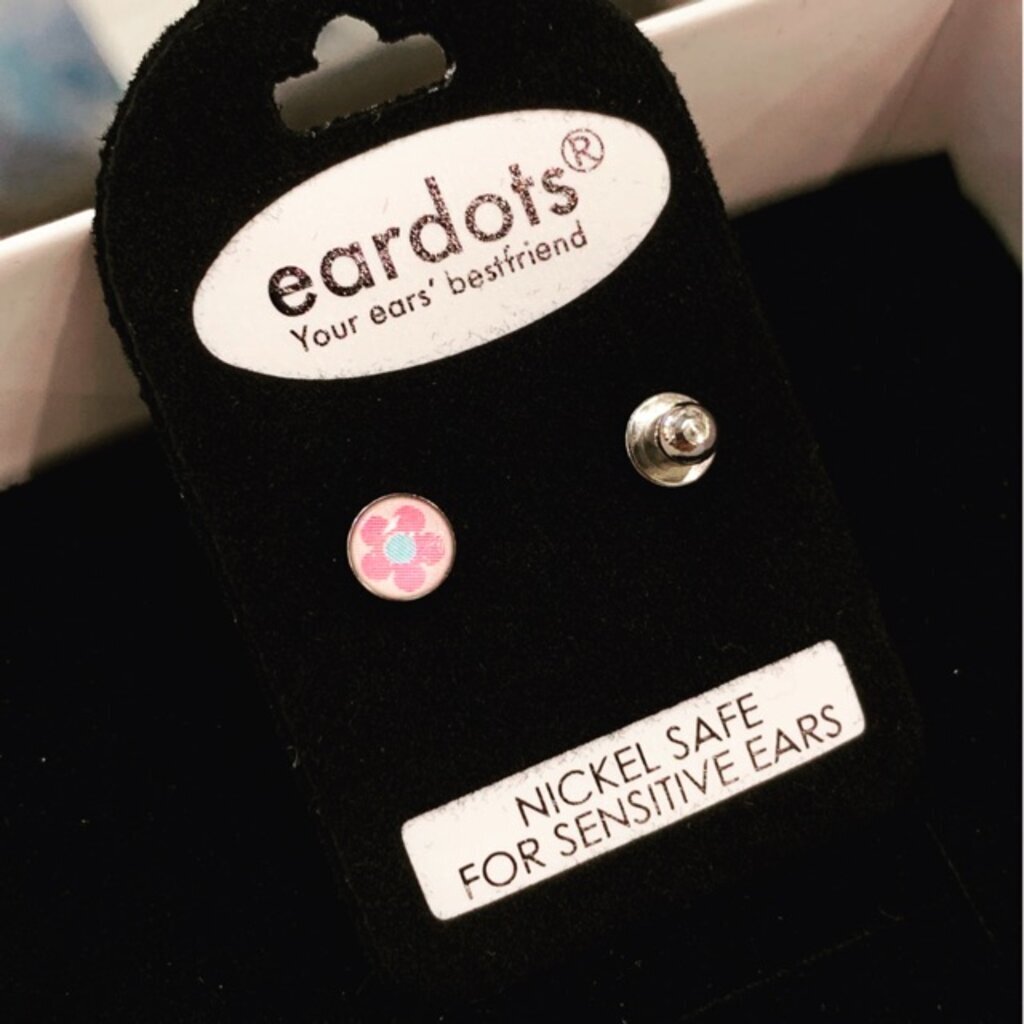 eardots®
Your ears' bestfriend
NICKEL SAFE
FOR SENSITIVE EARS